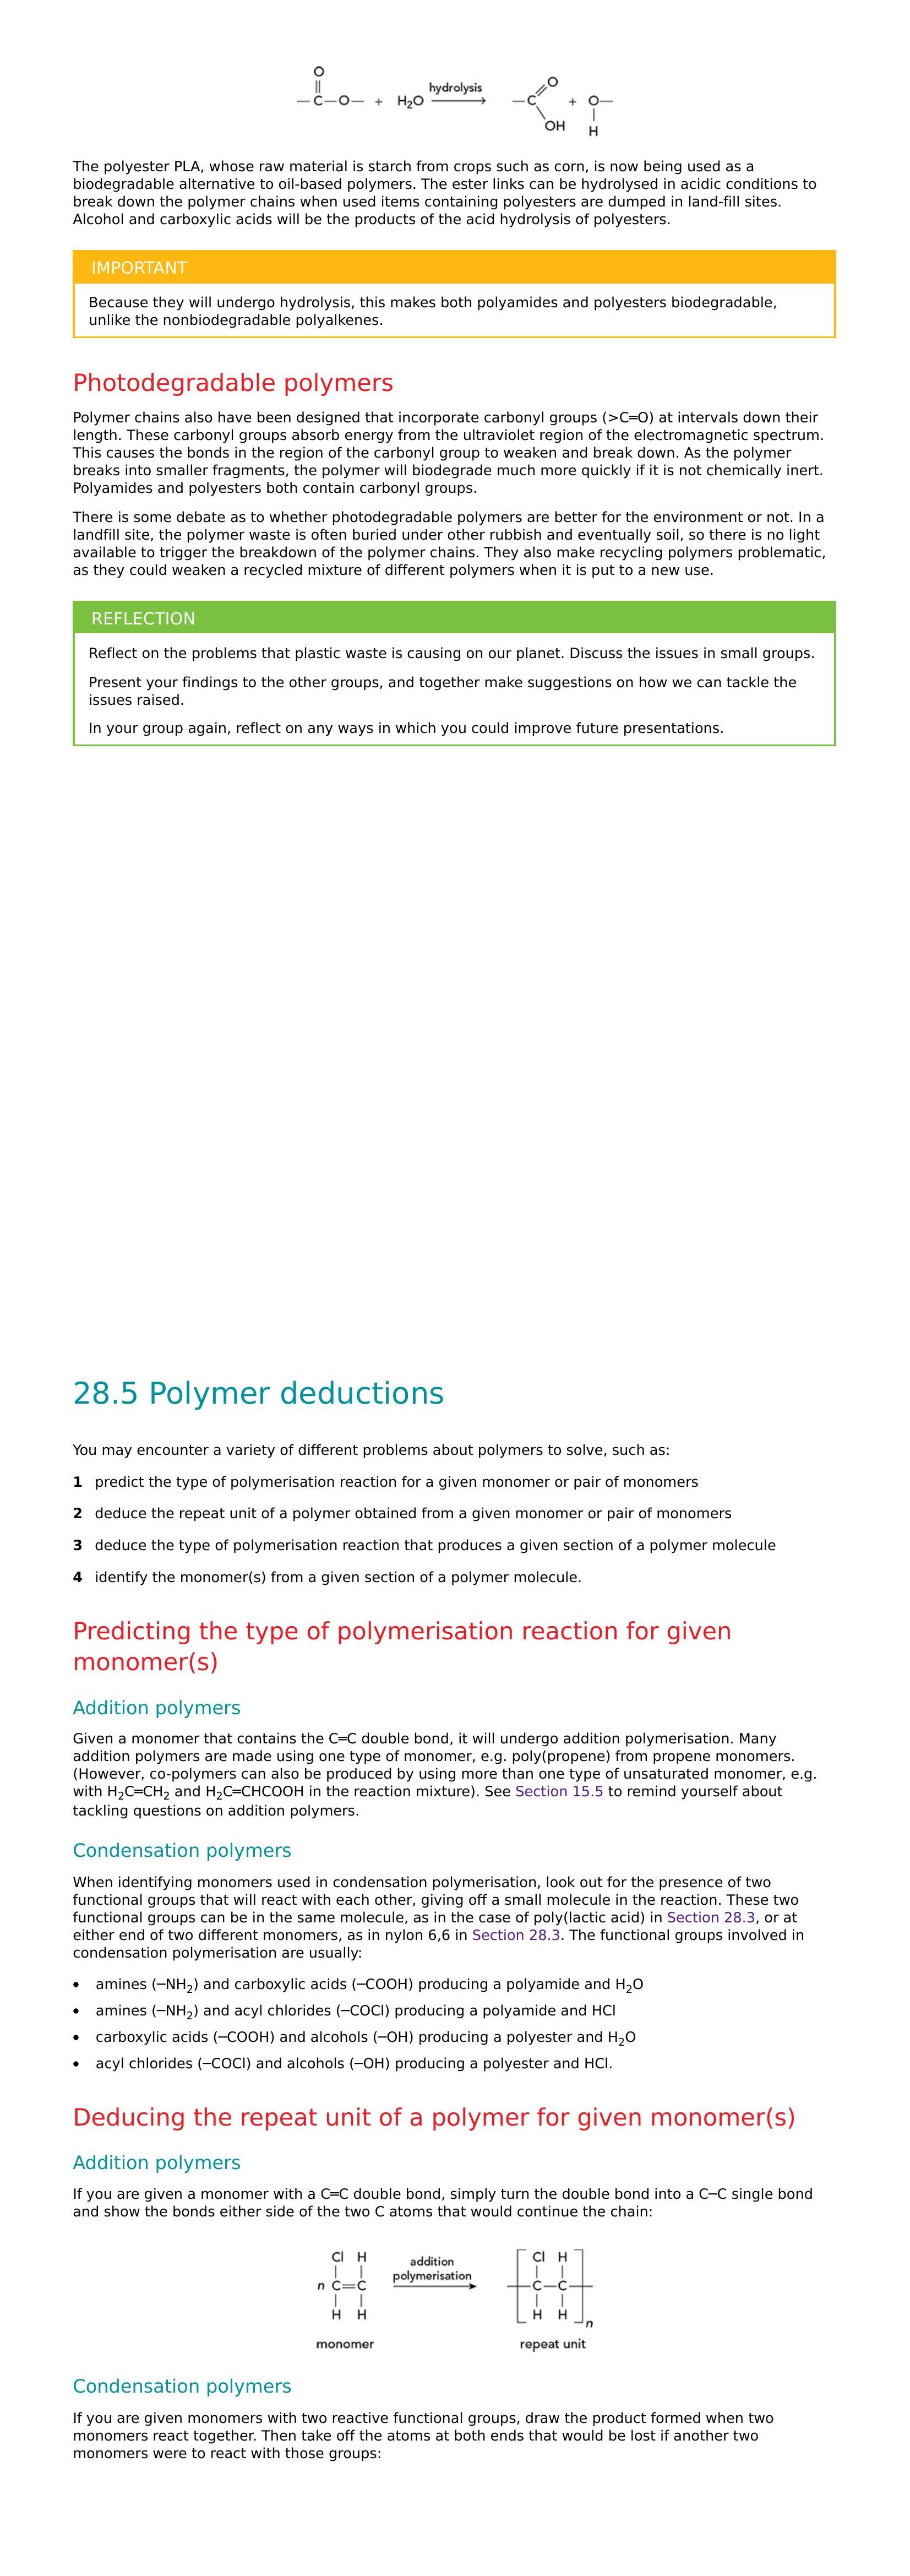 O
—C—O— + H₂O hydrolysis —C O + O—
OH H
The polyester PLA, whose raw material is starch from crops such as corn, is now being used as a
biodegradable alternative to oil-based polymers. The ester links can be hydrolysed in acidic conditions to
break down the polymer chains when used items containing polyesters are dumped in land-fill sites.
Alcohol and carboxylic acids will be the products of the acid hydrolysis of polyesters.
IMPORTANT
Because they will undergo hydrolysis, this makes both polyamides and polyesters biodegradable,
unlike the nonbiodegradable polyalkenes.
Photodegradable polymers
Polymer chains also have been designed that incorporate carbonyl groups (>C═O) at intervals down their
length. These carbonyl groups absorb energy from the ultraviolet region of the electromagnetic spectrum.
This causes the bonds in the region of the carbonyl group to weaken and break down. As the polymer
breaks into smaller fragments, the polymer will biodegrade much more quickly if it is not chemically inert.
Polyamides and polyesters both contain carbonyl groups.
There is some debate as to whether photodegradable polymers are better for the environment or not. In a
landfill site, the polymer waste is often buried under other rubbish and eventually soil, so there is no light
available to trigger the breakdown of the polymer chains. They also make recycling polymers problematic,
as they could weaken a recycled mixture of different polymers when it is put to a new use.
REFLECTION
Reflect on the problems that plastic waste is causing on our planet. Discuss the issues in small groups.
Present your findings to the other groups, and together make suggestions on how we can tackle the
issues raised.
In your group again, reflect on any ways in which you could improve future presentations.
28.5 Polymer deductions
You may encounter a variety of different problems about polymers to solve, such as:
1 predict the type of polymerisation reaction for a given monomer or pair of monomers
2 deduce the repeat unit of a polymer obtained from a given monomer or pair of monomers
3 deduce the type of polymerisation reaction that produces a given section of a polymer molecule
4 identify the monomer(s) from a given section of a polymer molecule.
Predicting the type of polymerisation reaction for given
monomer(s)
Addition polymers
Given a monomer that contains the C═C double bond, it will undergo addition polymerisation. Many
addition polymers are made using one type of monomer, e.g. poly(propene) from propene monomers.
(However, co-polymers can also be produced by using more than one type of unsaturated monomer, e.g.
with H₂C═CH₂ and H₂C═CHCOOH in the reaction mixture). See Section 15.5 to remind yourself about
tackling questions on addition polymers.
Condensation polymers
When identifying monomers used in condensation polymerisation, look out for the presence of two
functional groups that will react with each other, giving off a small molecule in the reaction. These two
functional groups can be in the same molecule, as in the case of poly(lactic acid) in Section 28.3, or at
either end of two different monomers, as in nylon 6,6 in Section 28.3. The functional groups involved in
condensation polymerisation are usually:
• amines (─NH₂) and carboxylic acids (─COOH) producing a polyamide and H₂O
• amines (─NH₂) and acyl chlorides (─COCl) producing a polyamide and HCl
• carboxylic acids (─COOH) and alcohols (─OH) producing a polyester and H₂O
• acyl chlorides (─COCl) and alcohols (─OH) producing a polyester and HCl.
Deducing the repeat unit of a polymer for given monomer(s)
Addition polymers
If you are given a monomer with a C═C double bond, simply turn the double bond into a C─C single bond
and show the bonds either side of the two C atoms that would continue the chain:
Cl H addition Cl H
n C=C polymerisation —C—C—
H H H H n
monomer repeat unit
Condensation polymers
If you are given monomers with two reactive functional groups, draw the product formed when two
monomers react together. Then take off the atoms at both ends that would be lost if another two
monomers were to react with those groups: